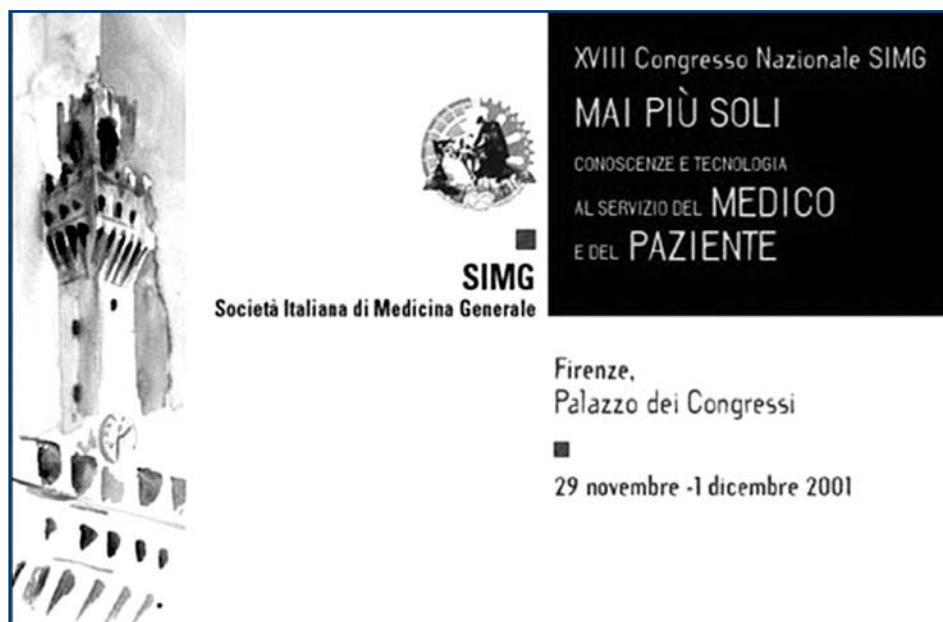 SIMG
Società Italiana di Medicina Generale
XVIII Congresso Nazionale SIMG
MAI PIÙ SOLI
CONOSCENZE E TECNOLOGIA
AL SERVIZIO DEL MEDICO
E DEL PAZIENTE
Firenze,
Palazzo dei Congressi
29 novembre -1 dicembre 2001